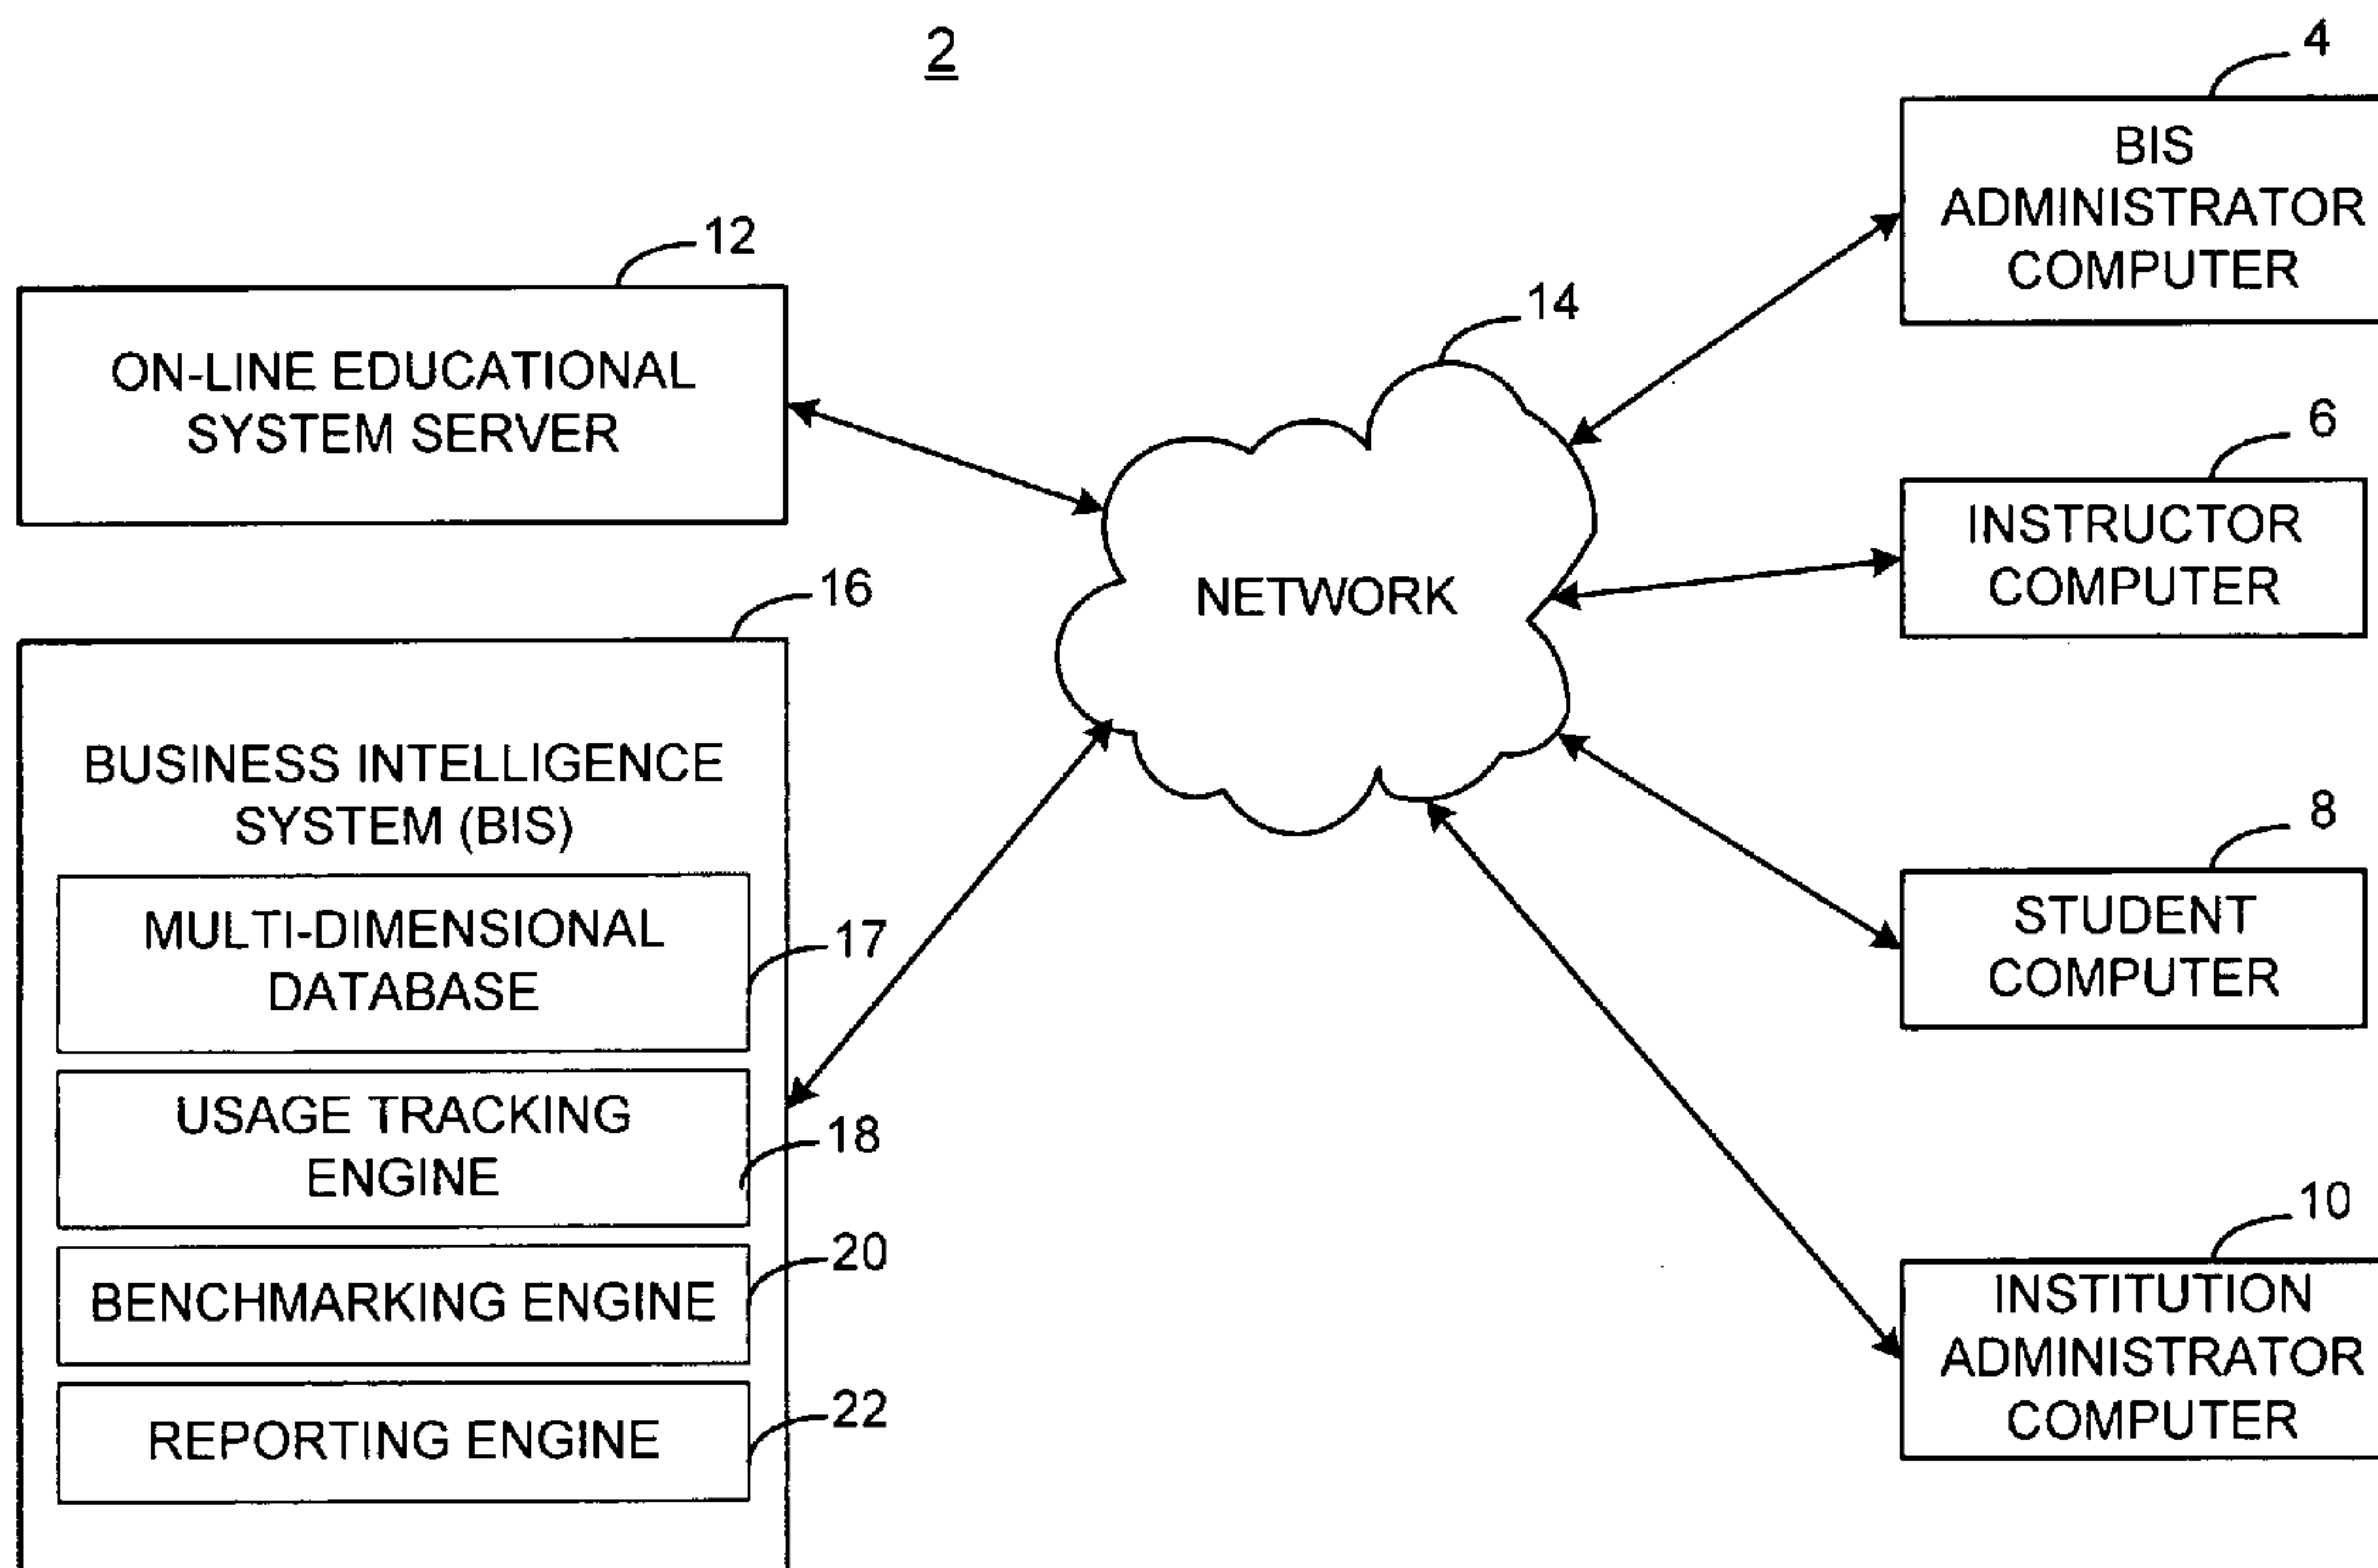 2
4
BIS
ADMINISTRATOR
COMPUTER
12
ON-LINE EDUCATIONAL
SYSTEM SERVER
14
NETWORK
6
INSTRUCTOR
COMPUTER
16
BUSINESS INTELLIGENCE
SYSTEM (BIS)
MULTI-DIMENSIONAL
DATABASE
17
USAGE TRACKING
ENGINE
18
BENCHMARKING ENGINE
20
REPORTING ENGINE
22
8
STUDENT
COMPUTER
10
INSTITUTION
ADMINISTRATOR
COMPUTER